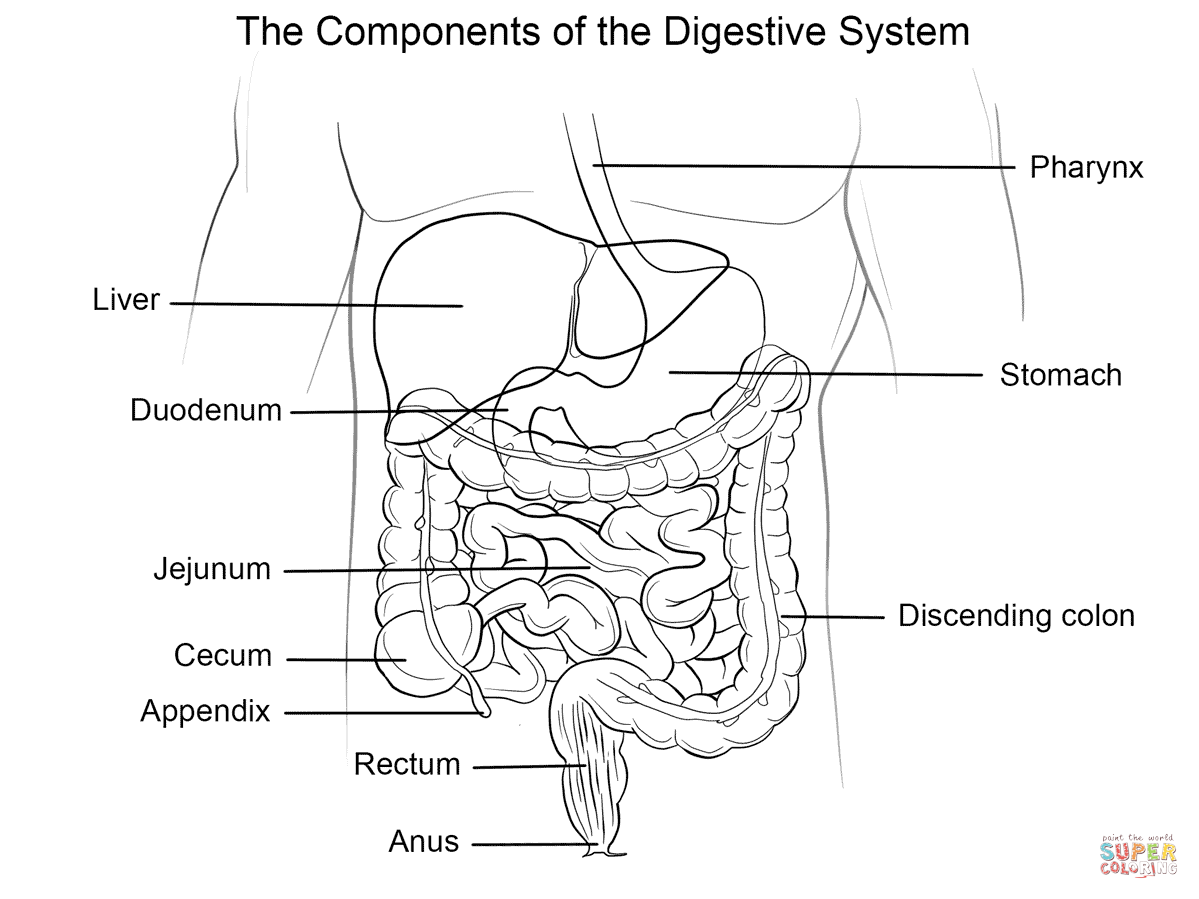 The Components of the Digestive System
Pharynx
Liver
Stomach
Duodenum
Jejunum
Discending colon
Cecum
Appendix
Rectum
Anus
paint the world
SUPER
COLORING